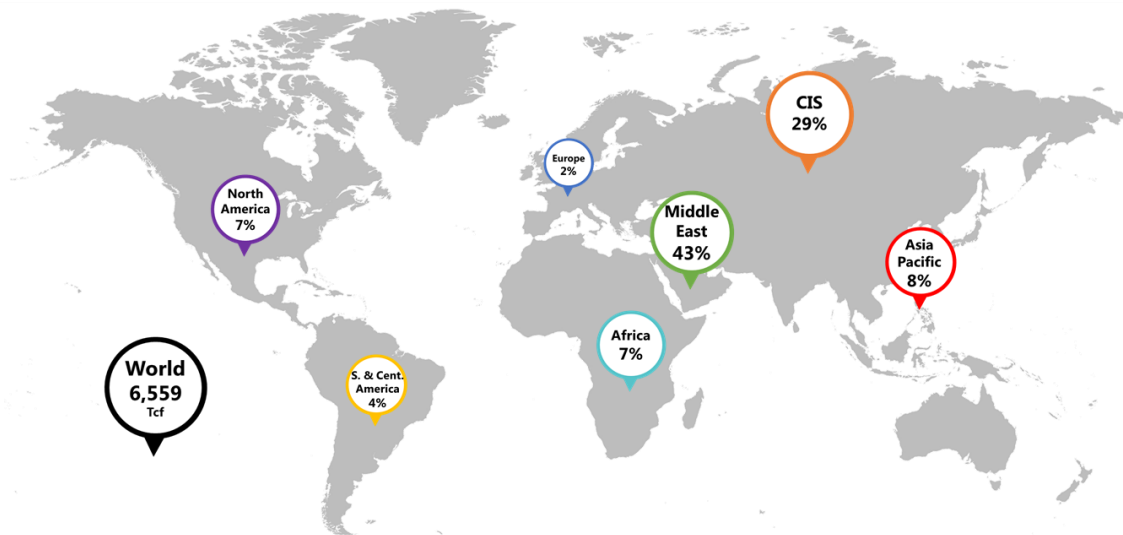 CIS
29%
Europe
2%
North
America
7%
Middle
East
43%
Asia
Pacific
8%
Africa
7%
World
6,559
Tcf
S. & Cent.
America
4%